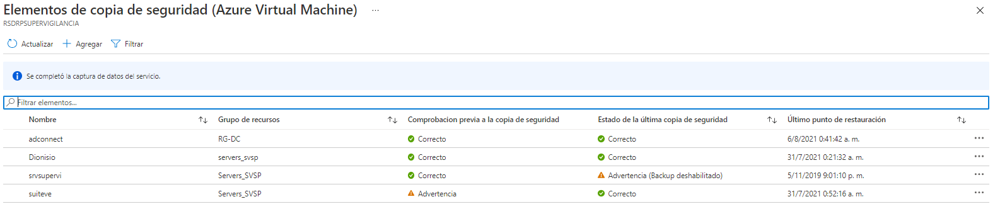 Elementos de copia de seguridad (Azure Virtual Machine) ...
RSDRPSUPERVIGILANCIA
Actualizar Agregar Filtrar
Se completó la captura de datos del servicio.
Filtrar elementos...
Nombre Grupo de recursos Comprobacion previa a la copia de seguridad Estado de la última copia de seguridad Último punto de restauración
adconnect RG-DC Correcto Correcto 6/8/2021 0:41:42 a. m. ...
Dionisio servers_svsp Correcto Correcto 31/7/2021 0:21:32 a. m. ...
srvsupervi Servers_SVSP Correcto Advertencia (Backup deshabilitado) 5/11/2019 9:01:10 p. m. ...
suiteve Servers_SVSP Advertencia Correcto 31/7/2021 0:52:16 a. m. ...